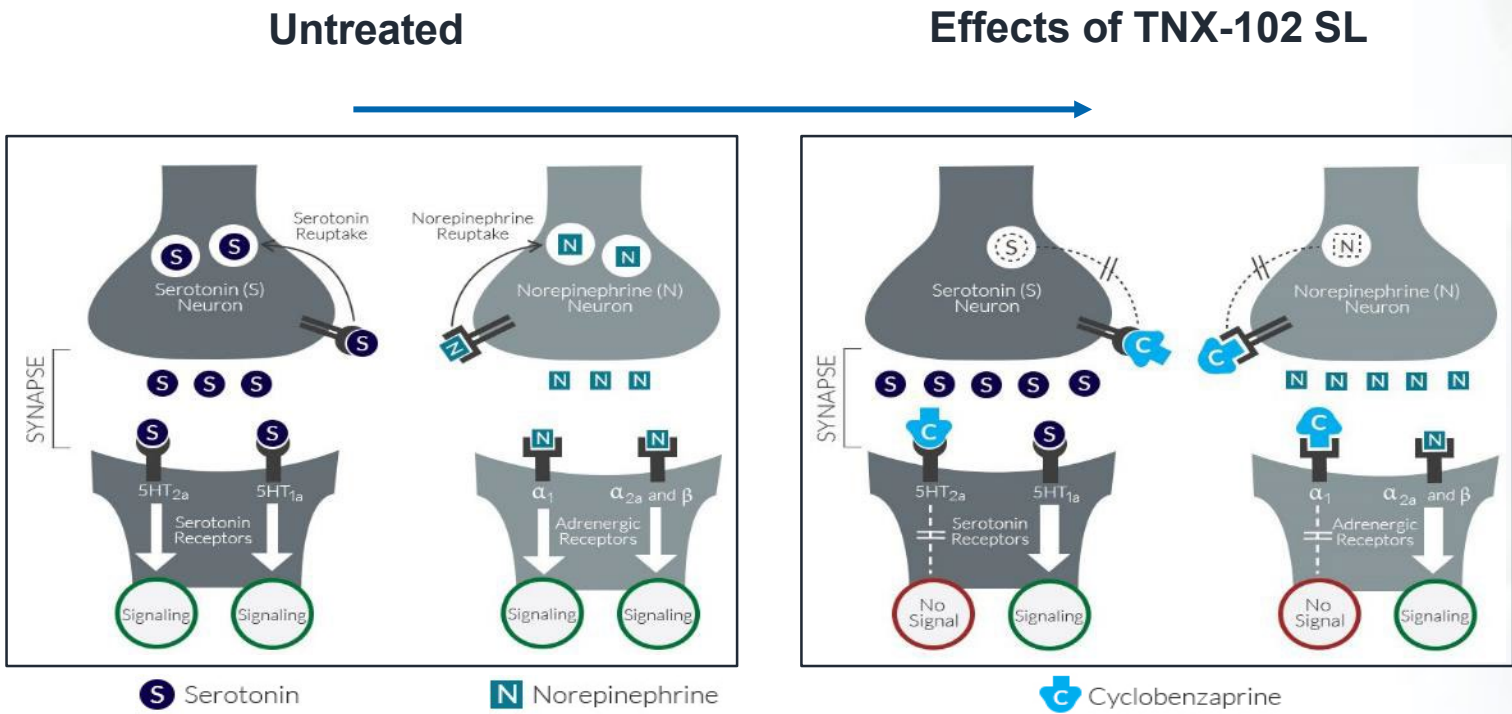 Untreated
Effects of TNX-102 SL
Serotonin
Reuptake
Norepinephrine
Reuptake
S
S
N
N
Serotonin (S)
Neuron
Norepinephrine (N)
Neuron
S
N
SYNAPSE
S S S
N N N
S
S
N
N
5HT2a
5HT1a
α1
α2a and β
Serotonin
Receptors
Adrenergic
Receptors
Signaling
Signaling
Signaling
Signaling
S
N
Serotonin (S)
Neuron
Norepinephrine (N)
Neuron
C
C
SYNAPSE
S S S S S
N N N N N
C
S
C
N
5HT2a
5HT1a
α1
α2a and β
Serotonin
Receptors
Adrenergic
Receptors
No
Signal
Signaling
No
Signal
Signaling
S Serotonin
N Norepinephrine
C Cyclobenzaprine